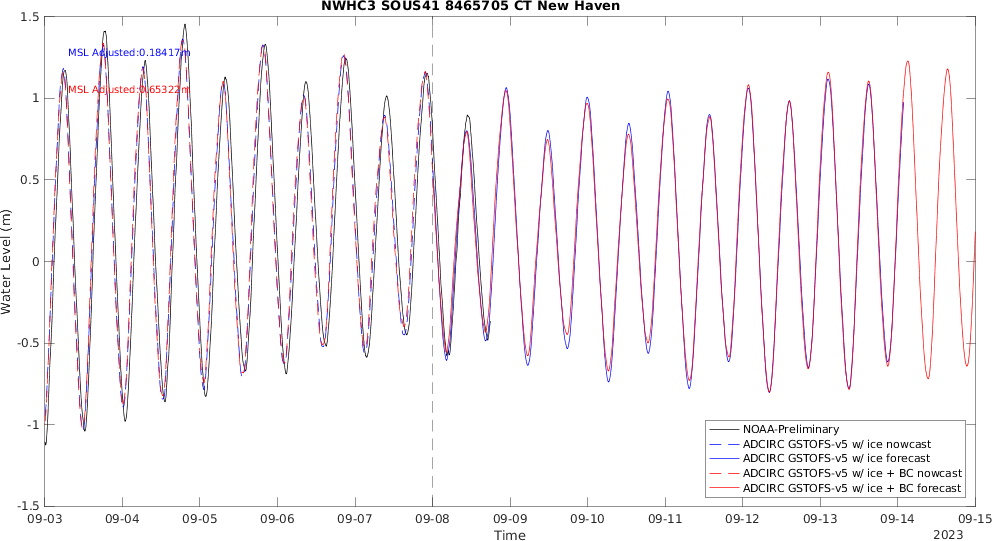 NWHC3 SOUS41 8465705 CT New Haven
1.5
1
0.5
0
-0.5
-1
-1.5
Water Level (m)
MSL Adjusted:0.18417m
MSL Adjusted:0.65322m
NOAA-Preliminary
ADCIRC GSTOFS-v5 w/ ice nowcast
ADCIRC GSTOFS-v5 w/ ice forecast
ADCIRC GSTOFS-v5 w/ ice + BC nowcast
ADCIRC GSTOFS-v5 w/ ice + BC forecast
09-03 09-04 09-05 09-06 09-07 09-08 09-09 09-10 09-11 09-12 09-13 09-14 09-15
Time
2023